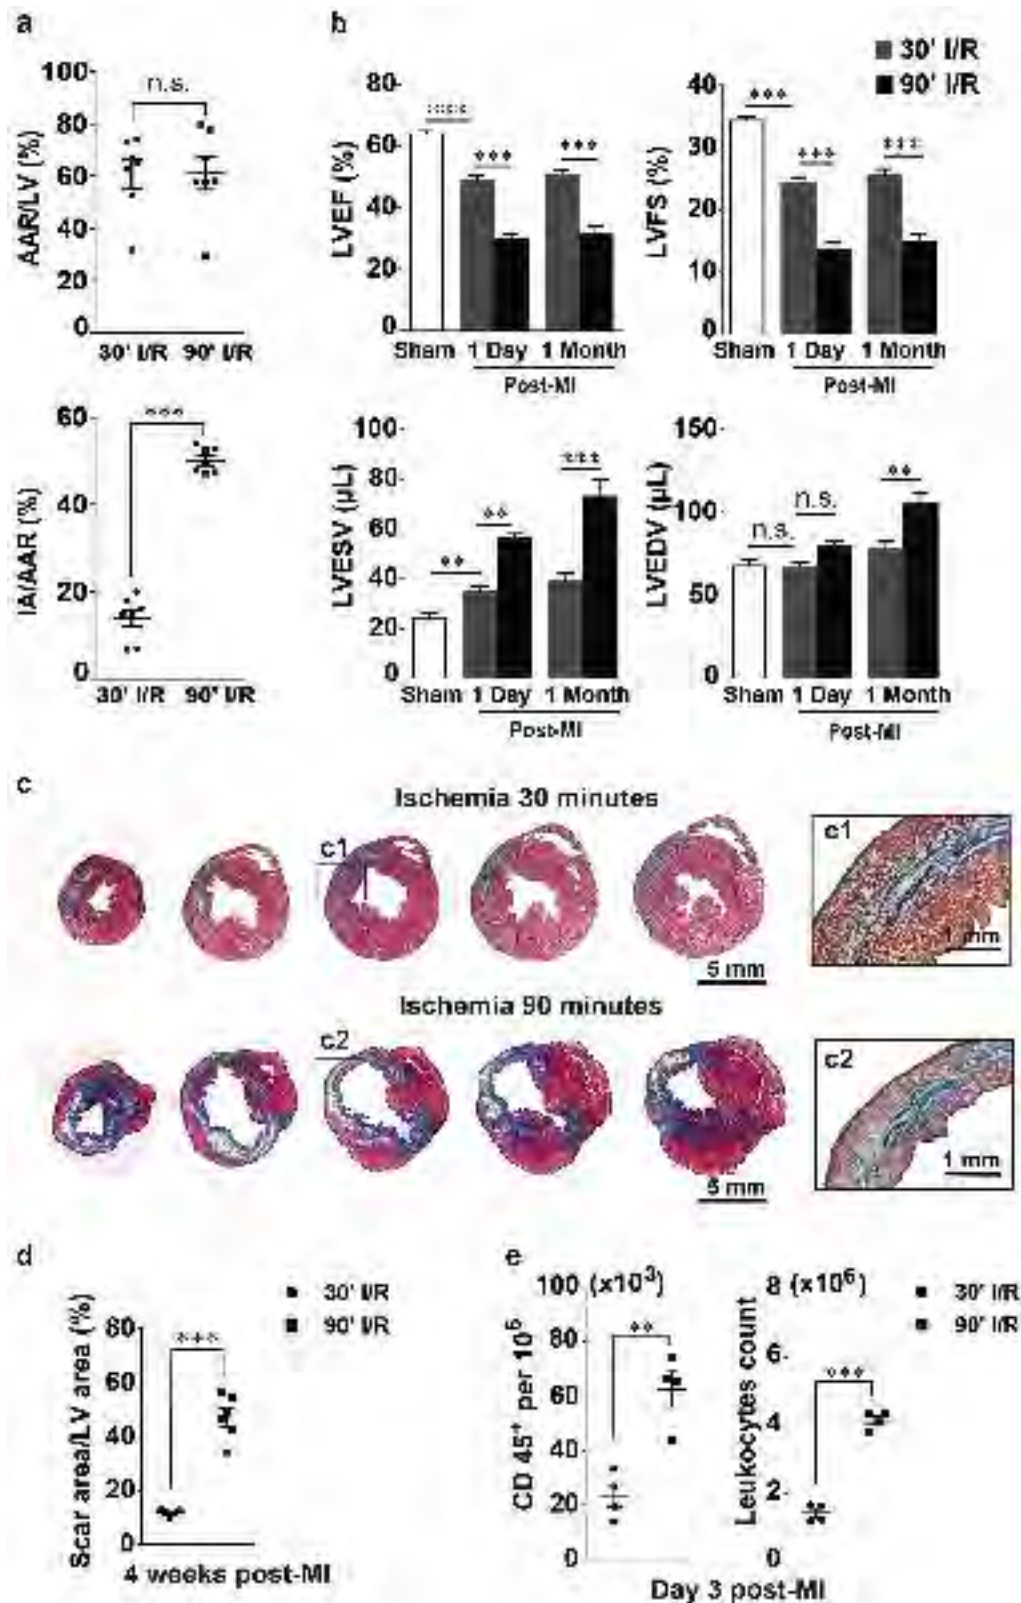 a
AAR/LV (%)
100
80
60
40
20
0
n.s.
30' I/R 90' I/R
IA/AAR (%)
60
40
20
0
***
30' I/R 90' I/R
b
30' I/R
90' I/R
LVEF (%)
80
60
40
20
0
***
***
Sham 1 Day 1 Month
Post-MI
LVFS (%)
40
30
20
10
0
***
***
***
Sham 1 Day 1 Month
Post-MI
LVESV (µL)
100
80
60
40
20
0
**
**
***
Sham 1 Day 1 Month
Post-MI
LVEDV (µL)
150
100
50
0
n.s.
n.s.
**
Sham 1 Day 1 Month
Post-MI
c
Ischemia 30 minutes
c1
5 mm
c1
1 mm
Ischemia 90 minutes
c2
5 mm
c2
1 mm
d
30' I/R
90' I/R
Scar area/LV area (%)
80
60
40
20
0
***
4 weeks post-MI
e
CD 45⁺ per 10⁵
100 (x10³)
80
60
40
20
0
**
Leukocytes count
8 (x10⁶)
6
4
2
0
***
30' I/R
90' I/R
Day 3 post-MI